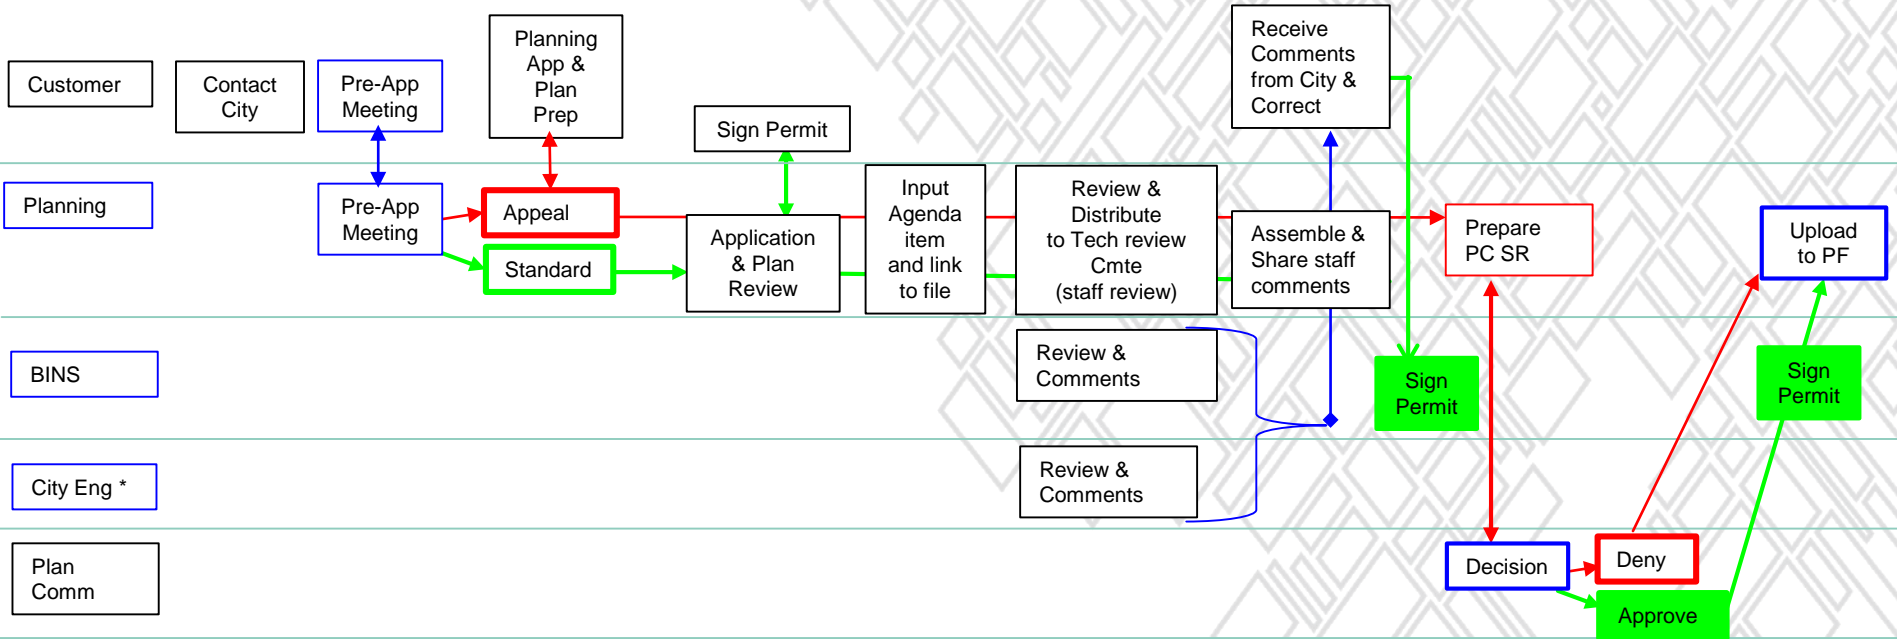 Customer
Contact
City
Pre-App
Meeting
Planning
App &
Plan
Prep
Sign Permit
Receive
Comments
from City &
Correct
Planning
Pre-App
Meeting
Appeal
Standard
Application
& Plan
Review
Input
Agenda
item
and link
to file
Review &
Distribute
to Tech review
Cmte
(staff review)
Assemble &
Share staff
comments
Prepare
PC SR
Upload
to PF
BINS
Review &
Comments
Sign
Permit
Sign
Permit
City Eng *
Review &
Comments
Plan
Comm
Decision
Deny
Approve